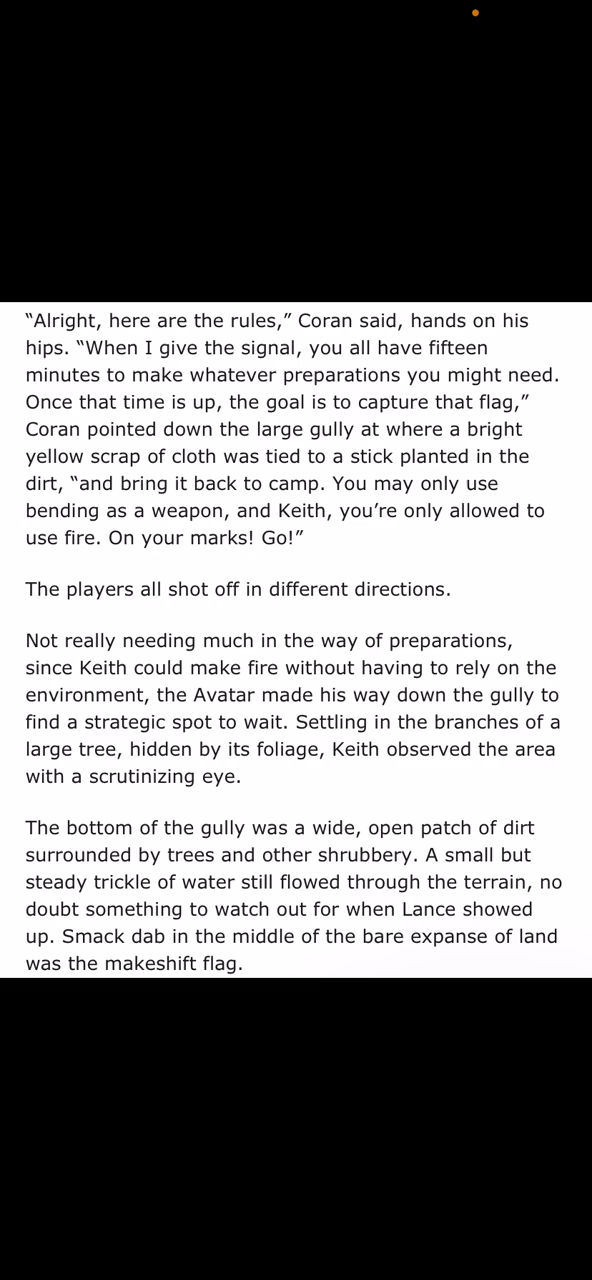 “Alright, here are the rules,” Coran said, hands on his
hips. “When I give the signal, you all have fifteen
minutes to make whatever preparations you might need.
Once that time is up, the goal is to capture that flag,”
Coran pointed down the large gully at where a bright
yellow scrap of cloth was tied to a stick planted in the
dirt, “and bring it back to camp. You may only use
bending as a weapon, and Keith, you’re only allowed to
use fire. On your marks! Go!”
The players all shot off in different directions.
Not really needing much in the way of preparations,
since Keith could make fire without having to rely on the
environment, the Avatar made his way down the gully to
find a strategic spot to wait. Settling in the branches of a
large tree, hidden by its foliage, Keith observed the area
with a scrutinizing eye.
The bottom of the gully was a wide, open patch of dirt
surrounded by trees and other shrubbery. A small but
steady trickle of water still flowed through the terrain, no
doubt something to watch out for when Lance showed
up. Smack dab in the middle of the bare expanse of land
was the makeshift flag.